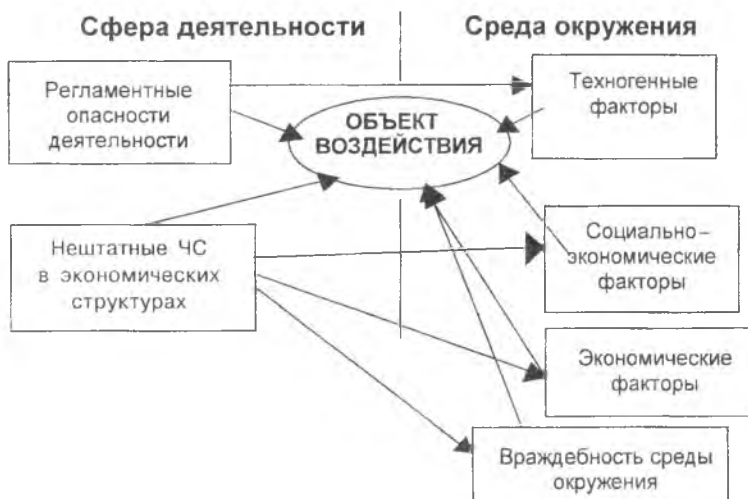 Сфера деятельности
Среда окружения
Регламентные
опасности
деятельности
ОБЪЕКТ
ВОЗДЕЙСТВИЯ
Техногенные
факторы
Нештатные ЧС
в экономических
структурах
Социально–
экономические
факторы
Экономические
факторы
Враждебность среды
окружения